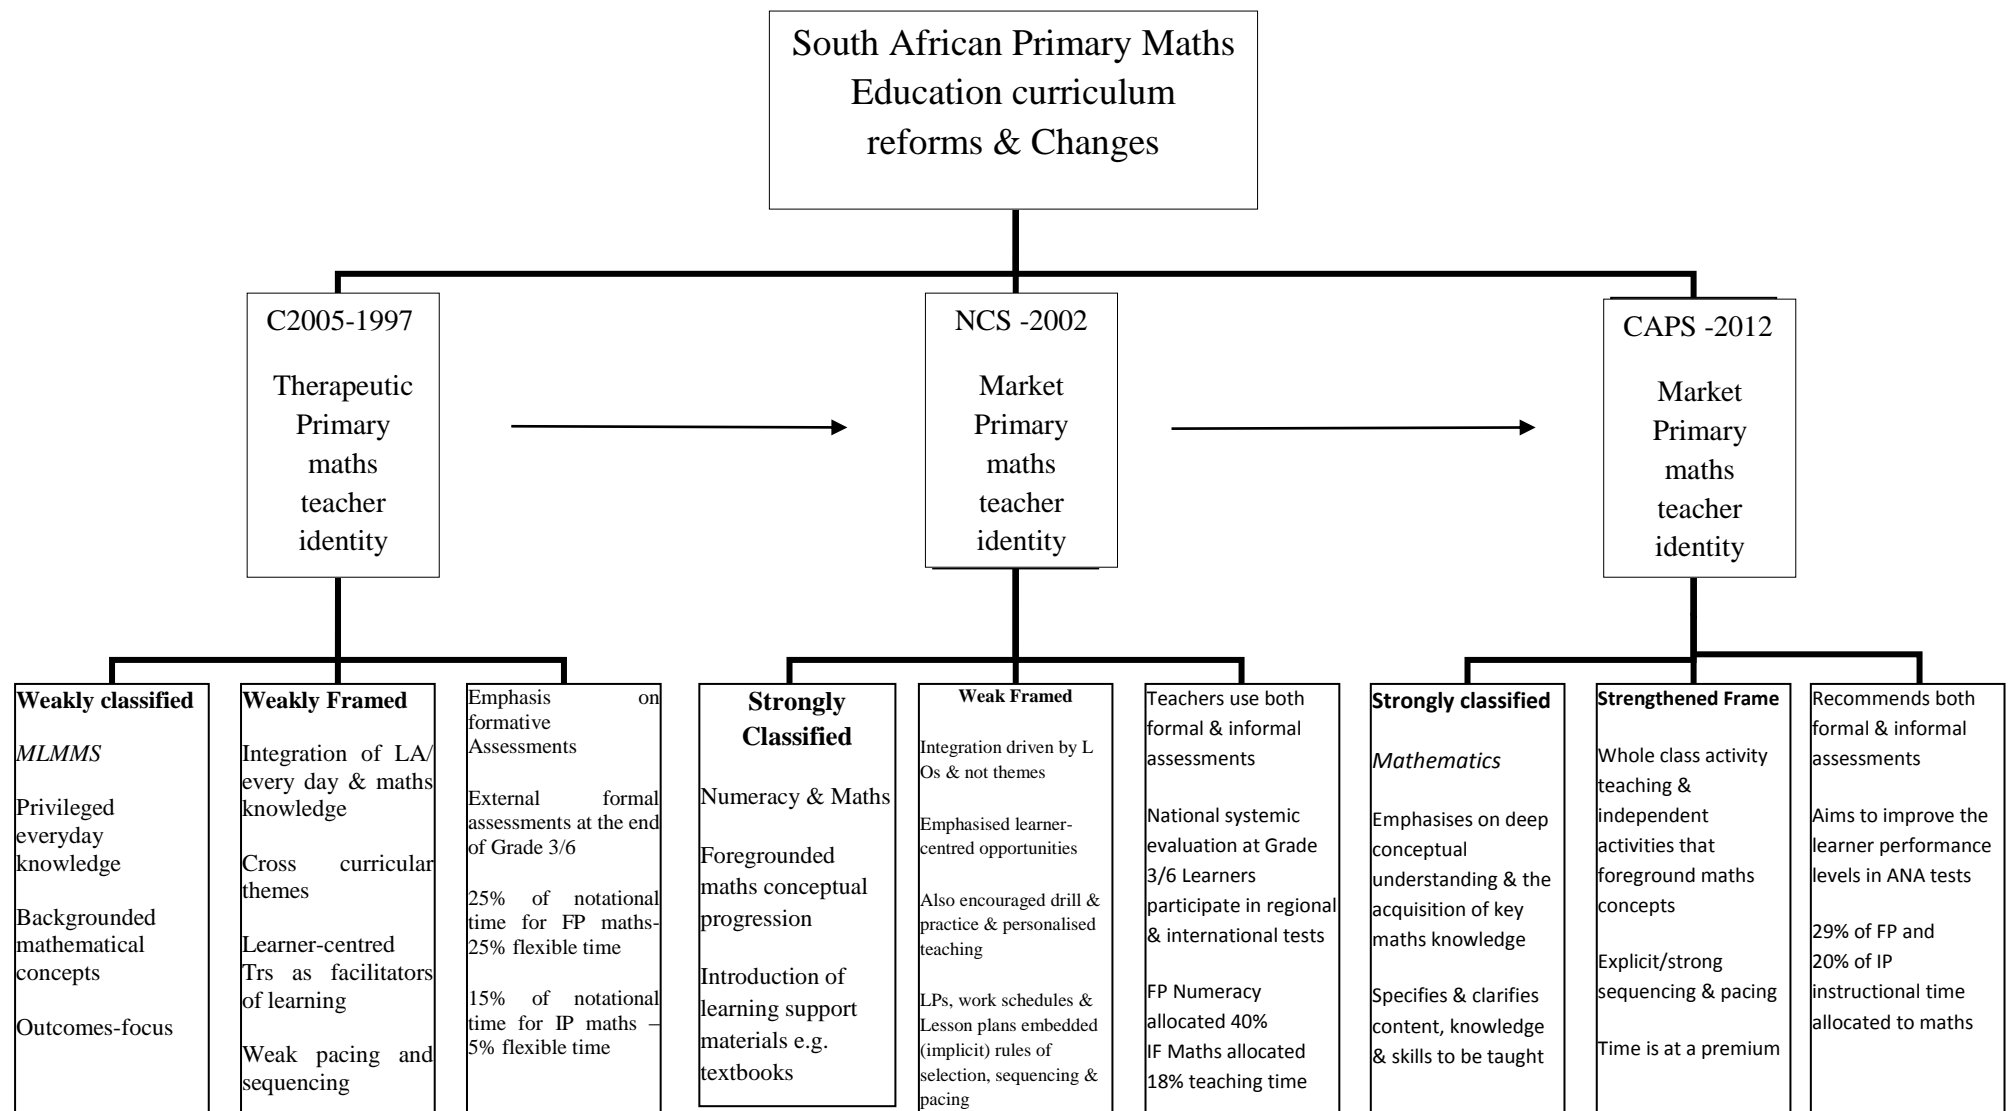 South African Primary Maths
Education curriculum
reforms & Changes
C2005-1997
Therapeutic
Primary
maths
teacher
identity
NCS -2002
Market
Primary
maths
teacher
identity
CAPS -2012
Market
Primary
maths
teacher
identity
Weakly classified
MLMMS
Privileged
everyday
knowledge
Backgrounded
mathematical
concepts
Outcomes-focus
Weakly Framed
Integration of LA/
every day & maths
knowledge
Cross curricular
themes
Learner-centred
Trs as facilitators
of learning
Weak pacing and
sequencing
Emphasis on
formative
Assessments
External formal
assessments at the end
of Grade 3/6
25% of notational
time for FP maths-
25% flexible time
15% of notational
time for IP maths –
5% flexible time
Strongly
Classified
Numeracy & Maths
Foregrounded
maths conceptual
progression
Introduction of
learning support
materials e.g.
textbooks
Weak Framed
Integration driven by L
Os & not themes
Emphasised learner-
centred opportunities
Also encouraged drill &
practice & personalised
teaching
LPs, work schedules &
Lesson plans embedded
(implicit) rules of
selection, sequencing &
pacing
Teachers use both
formal & informal
assessments
National systemic
evaluation at Grade
3/6 Learners
participate in regional
& international tests
FP Numeracy
allocated 40%
IF Maths allocated
18% teaching time
Strongly classified
Mathematics
Emphasises on deep
conceptual
understanding & the
acquisition of key
maths knowledge
Specifies & clarifies
content, knowledge
& skills to be taught
Strengthened Frame
Whole class activity
teaching &
independent
activities that
foreground maths
concepts
Explicit/strong
sequencing & pacing
Time is at a premium
Recommends both
formal & informal
assessments
Aims to improve the
learner performance
levels in ANA tests
29% of FP and
20% of IP
instructional time
allocated to maths